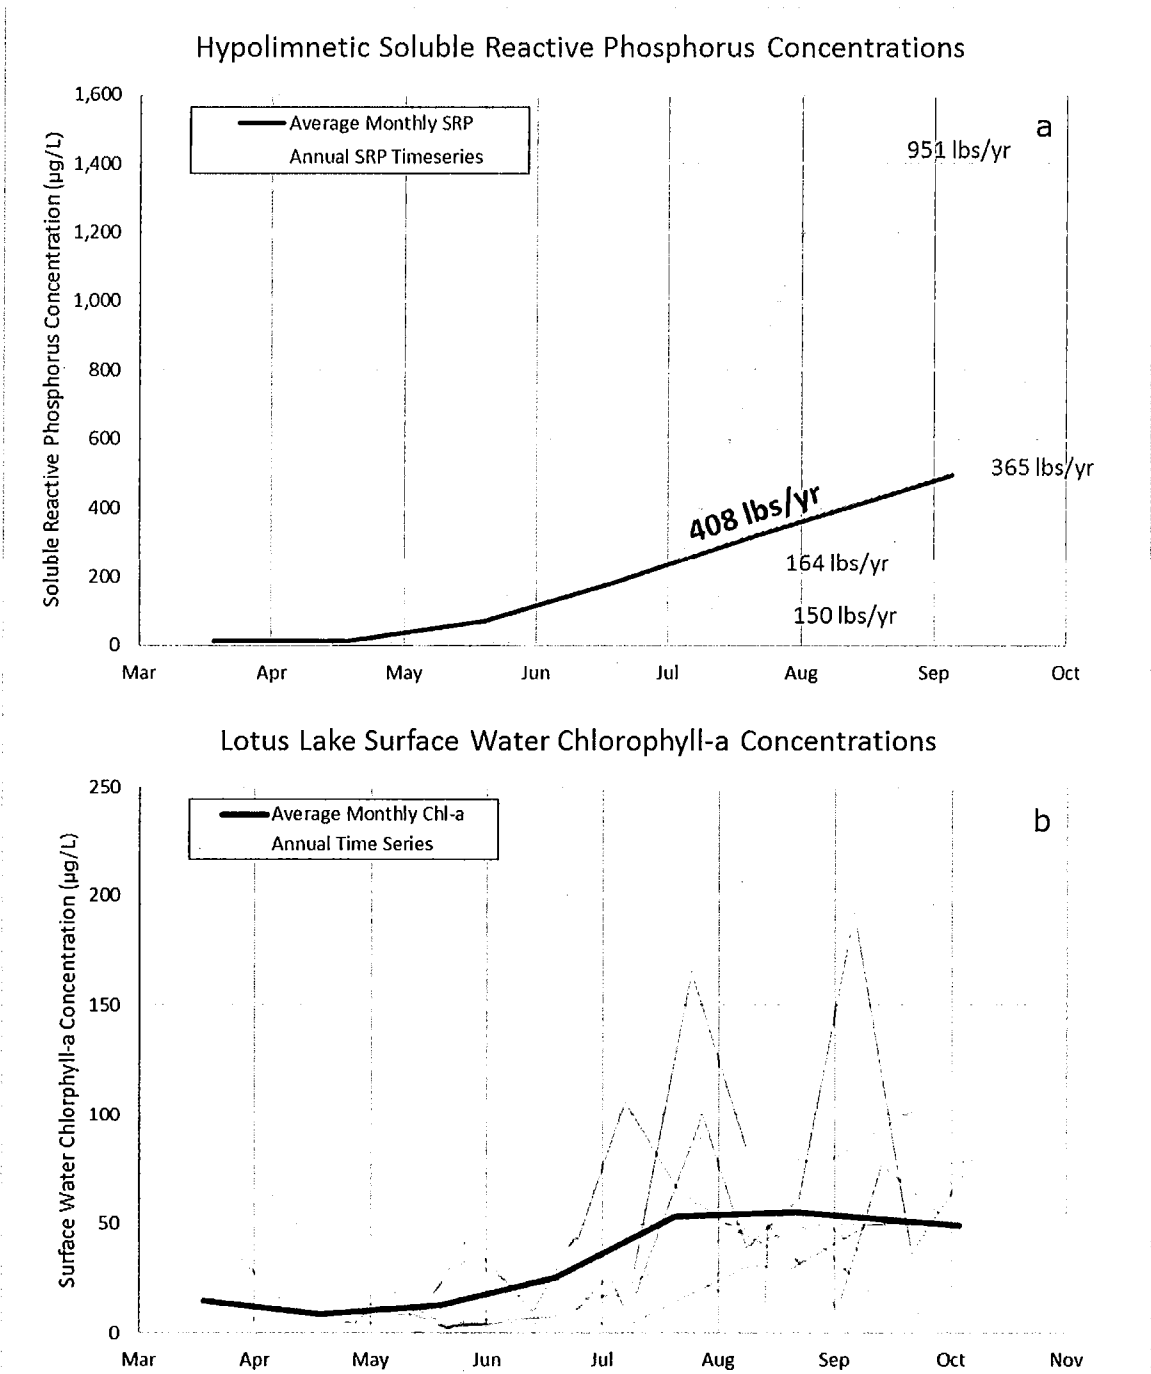 Hypolimnetic Soluble Reactive Phosphorus Concentrations
Soluble Reactive Phosphorus Concentration (µg/L)
1,600
1,400
1,200
1,000
800
600
400
200
0
Average Monthly SRP
Annual SRP Timeseries
a
951 lbs/yr
365 lbs/yr
408 lbs/yr
164 lbs/yr
150 lbs/yr
Mar Apr May Jun Jul Aug Sep Oct
Lotus Lake Surface Water Chlorophyll-a Concentrations
Surface Water Chlorphyll-a Concentration (µg/L)
250
200
150
100
50
0
Average Monthly Chl-a
Annual Time Series
b
Mar Apr May Jun Jul Aug Sep Oct Nov